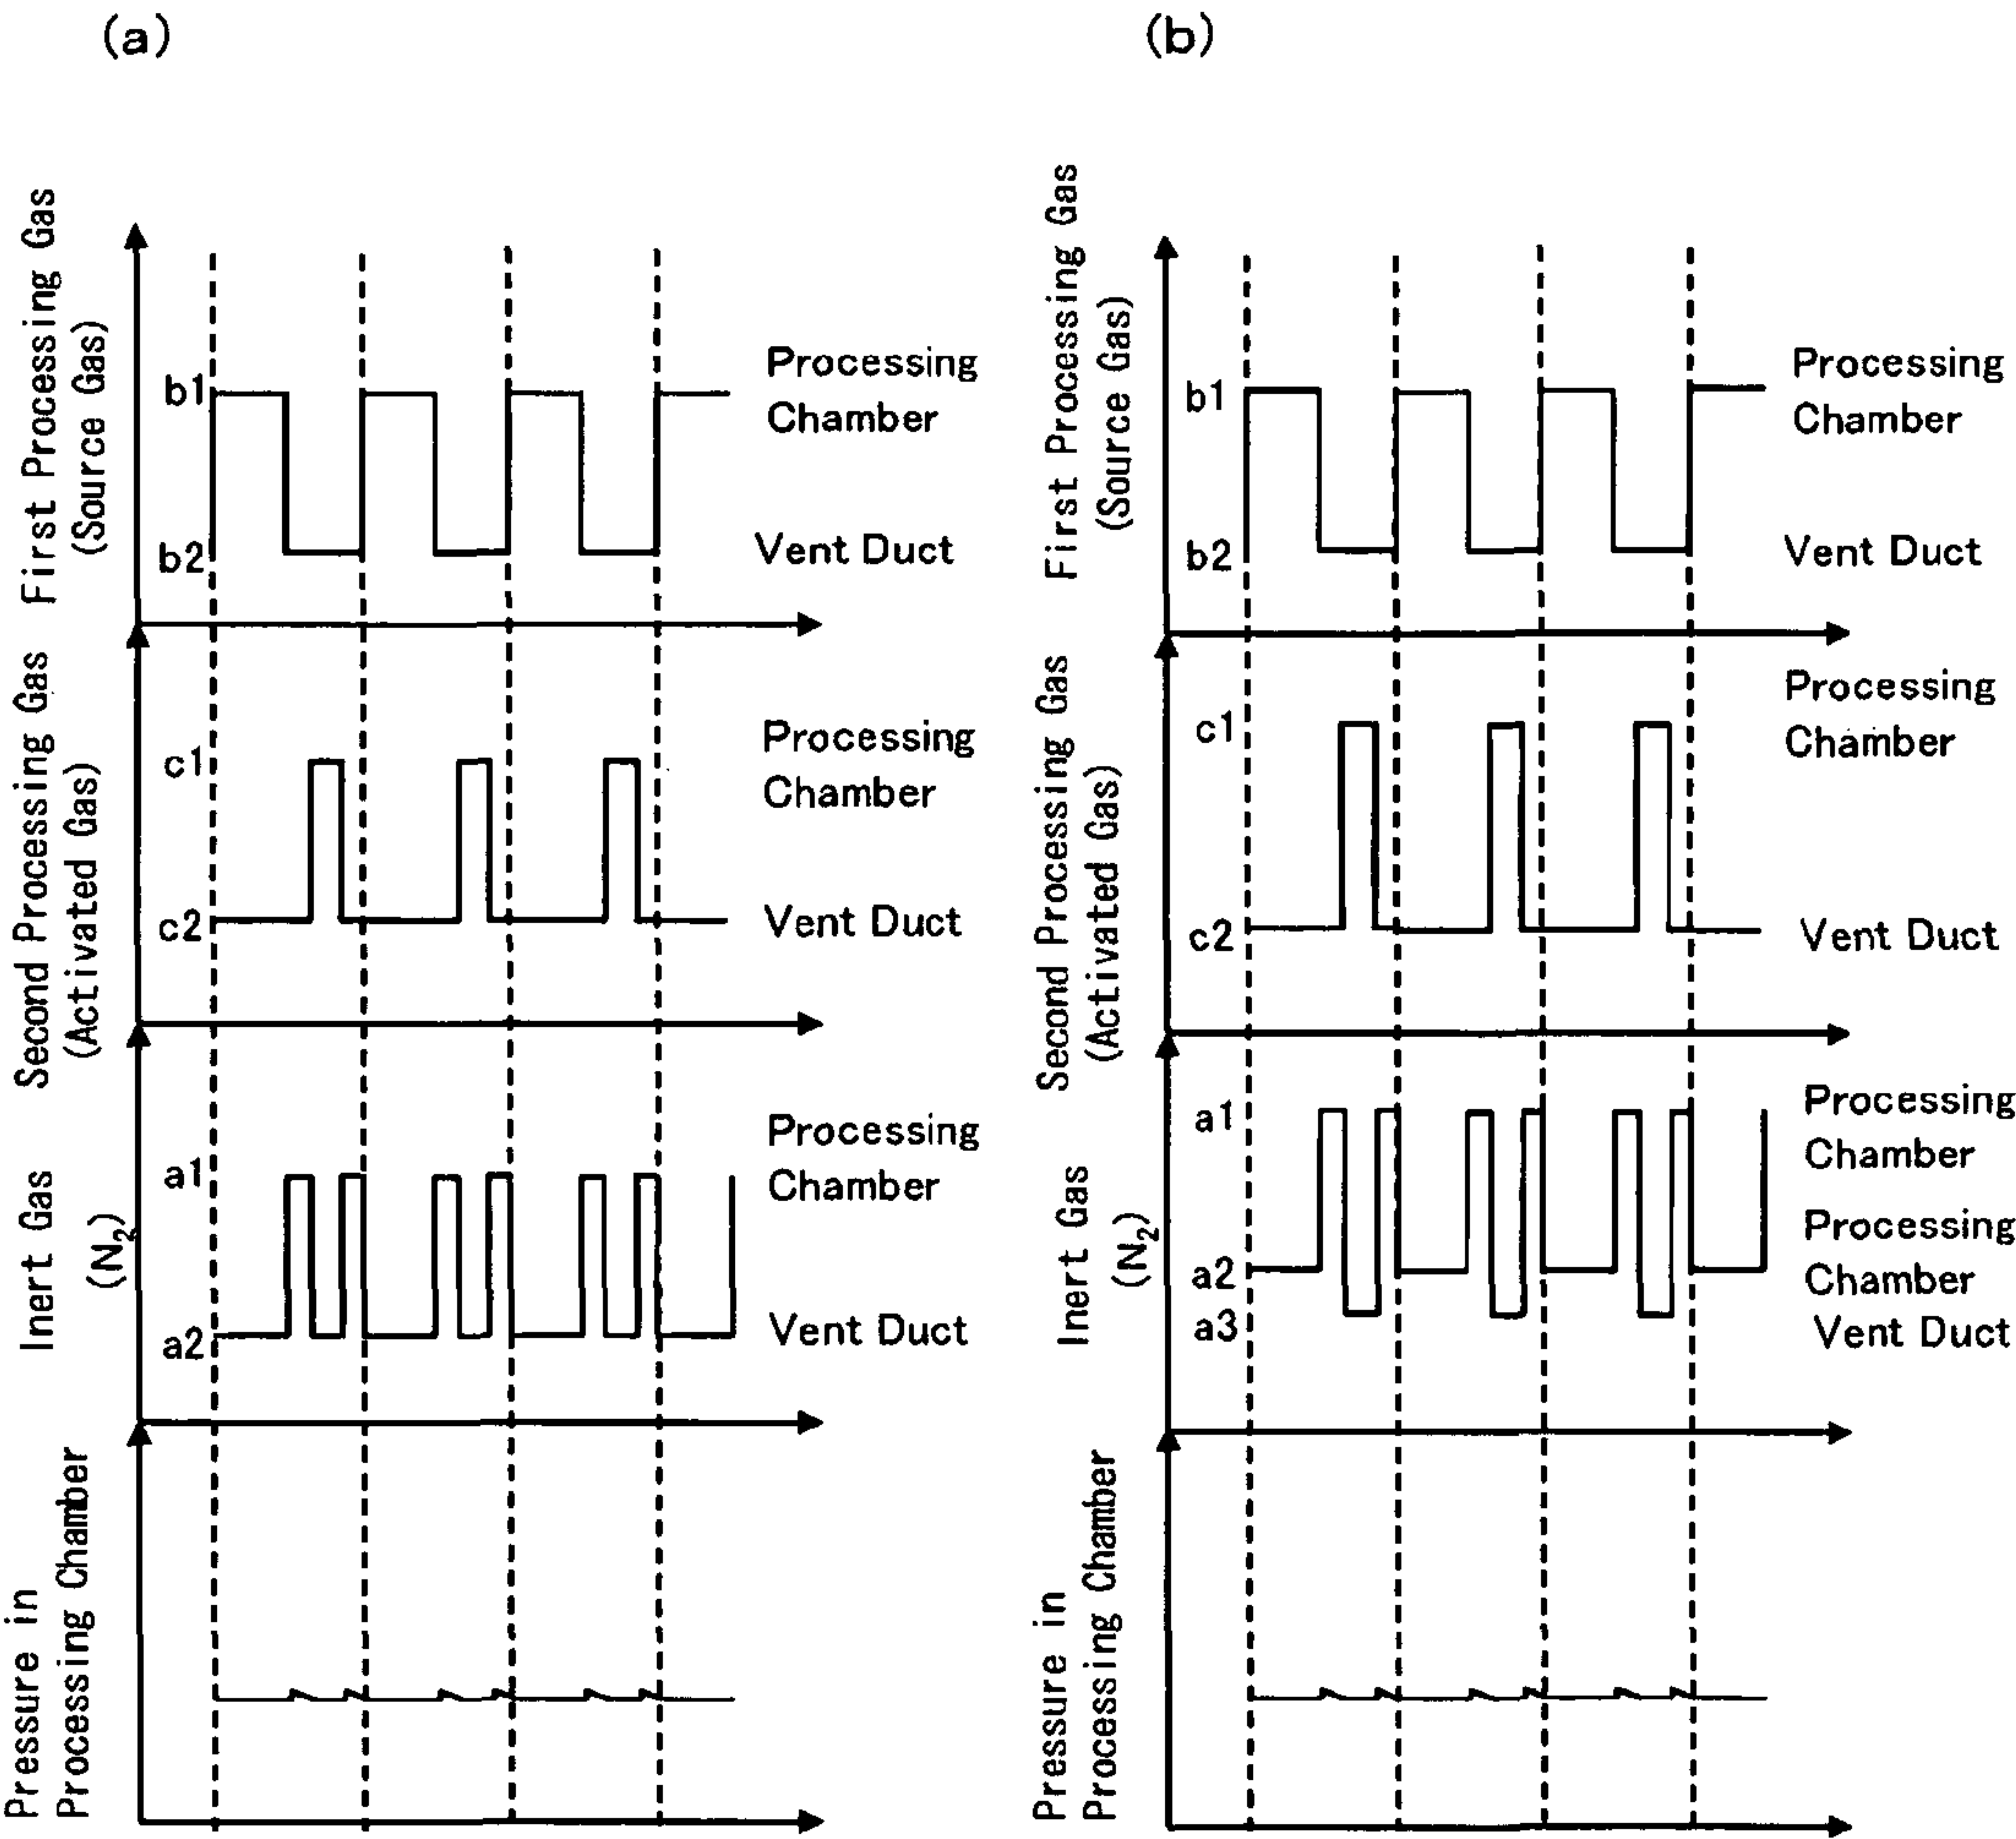 (a)
First Processing Gas
(Source Gas)
b1
b2
Processing
Chamber
Vent Duct
Second Processing Gas
(Activated Gas)
c1
c2
Processing
Chamber
Vent Duct
Inert Gas
(N₂)
a1
a2
Processing
Chamber
Vent Duct
Pressure in
Processing Chamber
(b)
First Processing Gas
(Source Gas)
b1
b2
Processing
Chamber
Vent Duct
Second Processing Gas
(Activated Gas)
c1
c2
Processing
Chamber
Vent Duct
Inert Gas
(N₂)
a1
a2
a3
Processing
Chamber
Processing
Chamber
Vent Duct
Pressure in
Processing Chamber